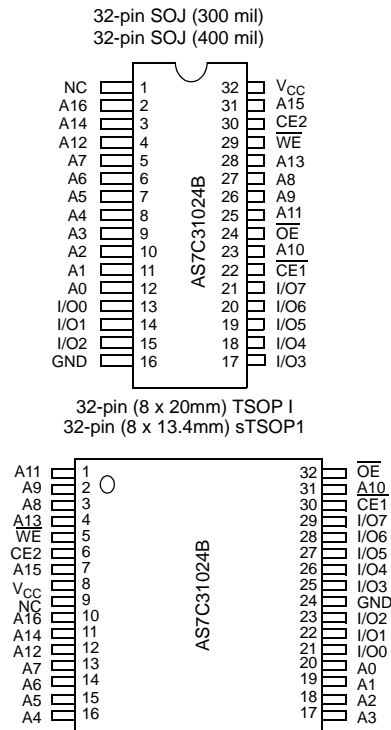 32-pin SOJ (300 mil)
32-pin SOJ (400 mil)
NC 1 32 VCC
A16 2 31 A15
A14 3 30 CE2
A12 4 29 WE
A7 5 28 A13
A6 6 27 A8
A5 7 26 A9
A4 8 25 A11
A3 9 24 OE
A2 10 23 A10
A1 11 22 CE1
A0 12 21 I/O7
I/O0 13 20 I/O6
I/O1 14 19 I/O5
I/O2 15 18 I/O4
GND 16 17 I/O3
AS7C31024B
32-pin (8 x 20mm) TSOP I
32-pin (8 x 13.4mm) sTSOP1
A11 1 32 OE
A9 2 31 A10
A8 3 30 CE1
A13 4 29 I/O7
WE 5 28 I/O6
CE2 6 27 I/O5
A15 7 26 I/O4
VCC 8 25 I/O3
NC 9 24 GND
A16 10 23 I/O2
A14 11 22 I/O1
A12 12 21 I/O0
A7 13 20 A0
A6 14 19 A1
A5 15 18 A2
A4 16 17 A3
AS7C31024B